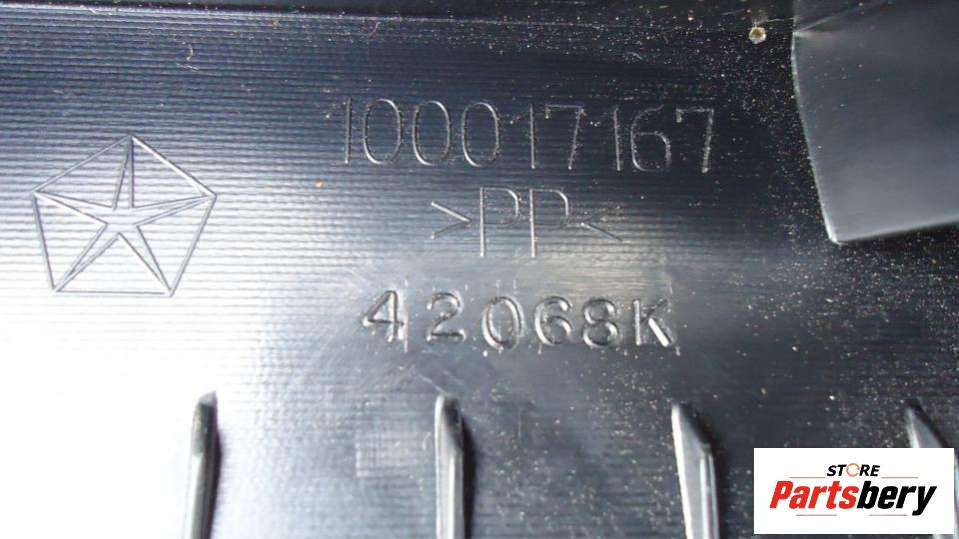 100017167
>PP<
42068K
STORE
Partsbery